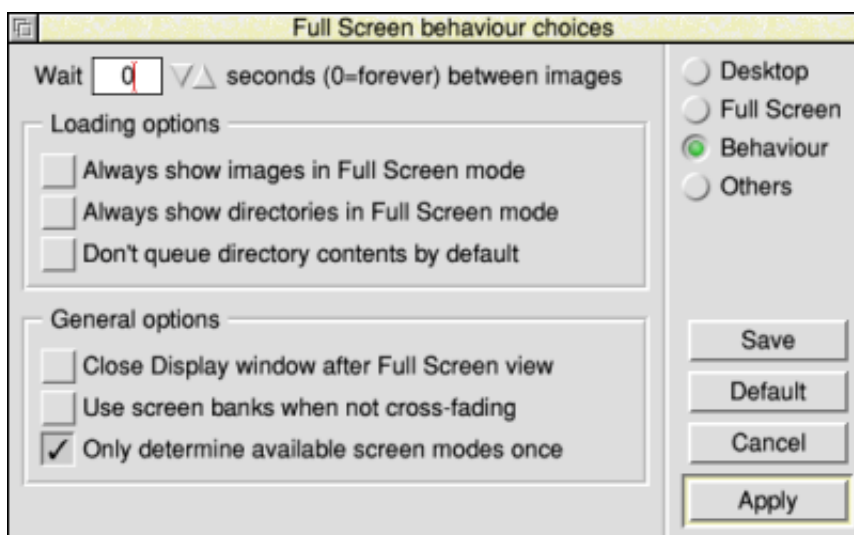 Full Screen behaviour choices
Wait 0 seconds (0=forever) between images
Loading options
Always show images in Full Screen mode
Always show directories in Full Screen mode
Don't queue directory contents by default
General options
Close Display window after Full Screen view
Use screen banks when not cross-fading
Only determine available screen modes once
Desktop
Full Screen
Behaviour
Others
Save
Default
Cancel
Apply